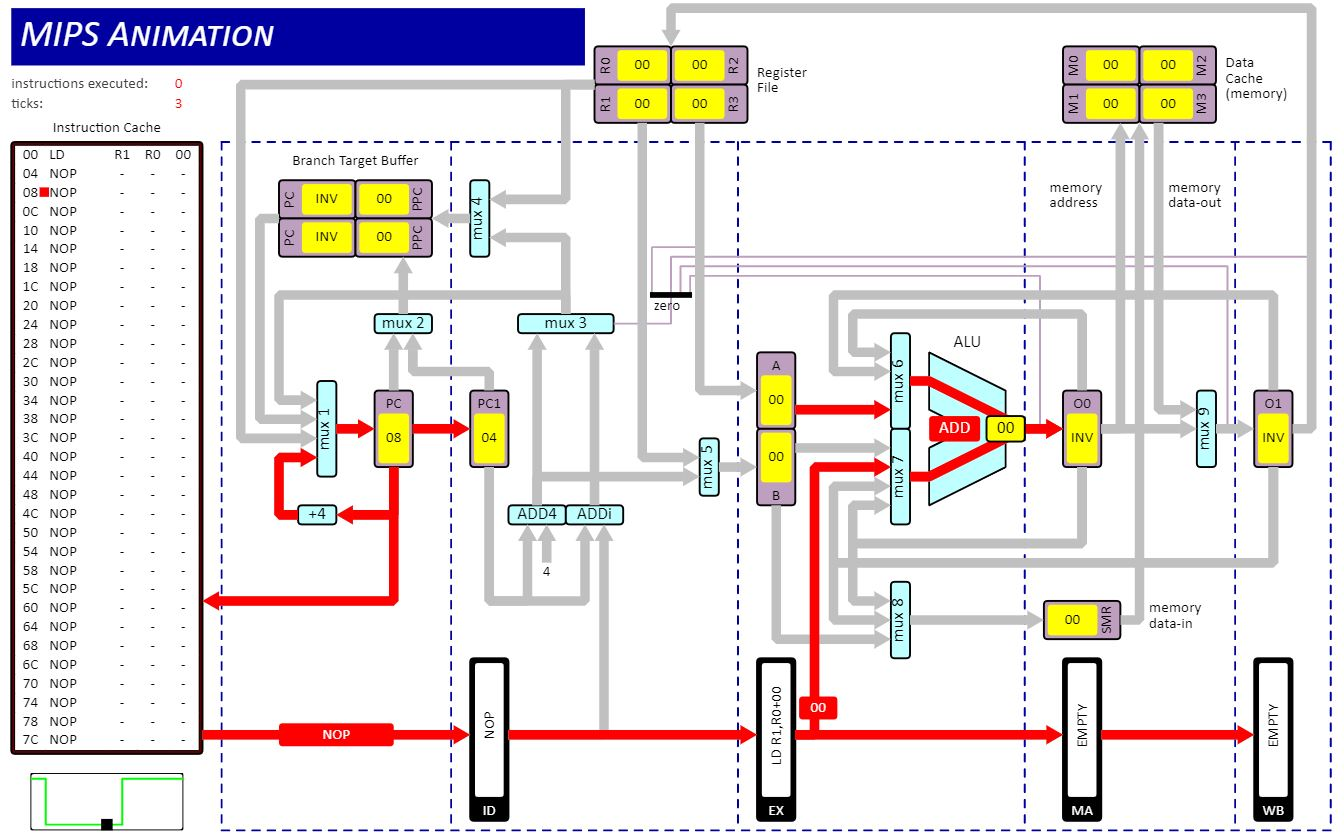 MIPS ANIMATION
instructions executed: 0
ticks: 3
Instruction Cache
00 LD R1 R0 00
04 NOP - - -
08 NOP - - -
0C NOP - - -
10 NOP - - -
14 NOP - - -
18 NOP - - -
1C NOP - - -
20 NOP - - -
24 NOP - - -
28 NOP - - -
2C NOP - - -
30 NOP - - -
34 NOP - - -
38 NOP - - -
3C NOP - - -
40 NOP - - -
44 NOP - - -
48 NOP - - -
4C NOP - - -
50 NOP - - -
54 NOP - - -
58 NOP - - -
5C NOP - - -
60 NOP - - -
64 NOP - - -
68 NOP - - -
6C NOP - - -
70 NOP - - -
74 NOP - - -
78 NOP - - -
7C NOP - - -
R0 00 00 R2
R1 00 00 R3
Register
File
M0 00 00 M2
M1 00 00 M3
Data
Cache
(memory)
Branch Target Buffer
PC INV 00 PPC
PC INV 00 PPC
mux 4
memory
address
memory
data-out
zero
mux 2
mux 3
mux 1
PC
08
PC1
04
+4
ADD4
ADDi
4
mux 5
A
00
00
B
mux 6
mux 7
ALU
ADD
00
O0
INV
mux 9
O1
INV
mux 8
00 SMR
memory
data-in
NOP
NOP
ID
LD R1,R0+00
EX
00
EMPTY
MA
EMPTY
WB